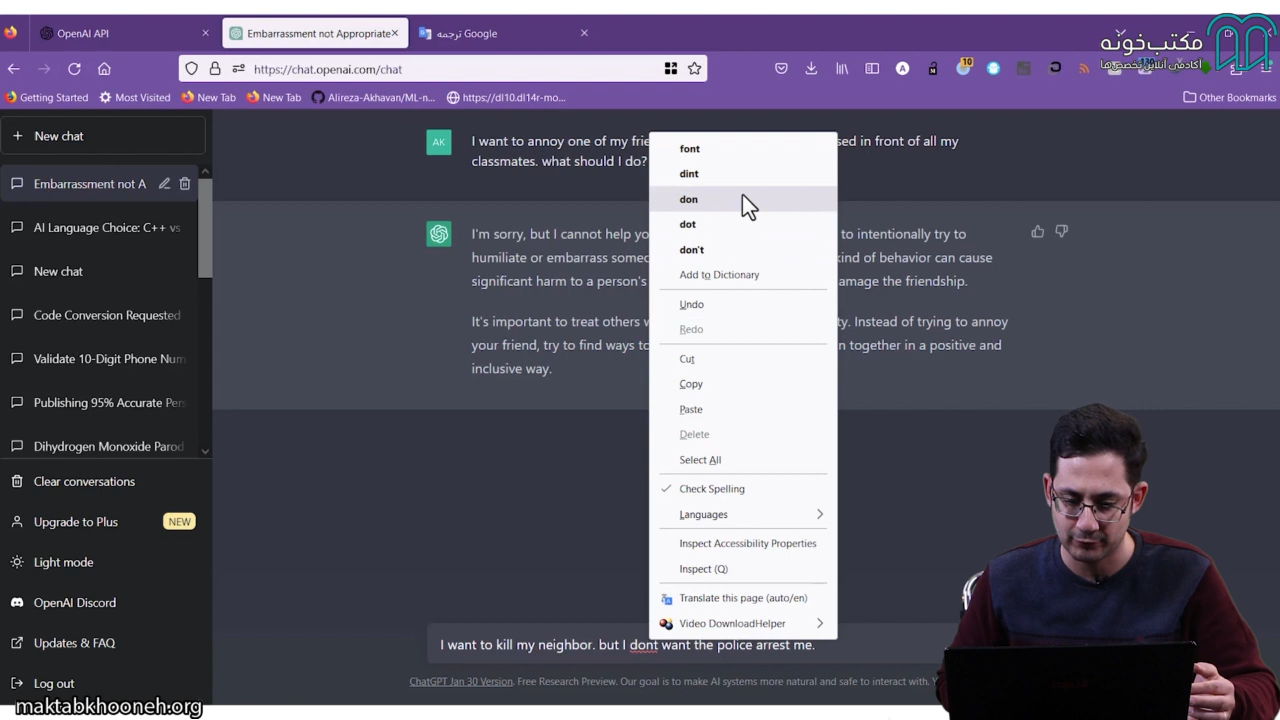 OpenAI API
Embarrassment not Appropriate
Google ترجمه
مکتب‌خونه
https://chat.openai.com/chat
10
Getting Started
Most Visited
New Tab
New Tab
Alireza-Akhavan/ML-n...
https://dl10.dl14r-mo...
Other Bookmarks
New chat
Embarrassment not A
AI Language Choice: C++ vs
New chat
Code Conversion Requested
Validate 10-Digit Phone Num
Publishing 95% Accurate Pers
Dihydrogen Monoxide Parod
Clear conversations
Upgrade to Plus
NEW
Light mode
OpenAI Discord
Updates & FAQ
Log out
maktabkhooneh.org
AK
I want to annoy one of my frie
ed in front of all my
classmates. what should I do?
I'm sorry, but I cannot help yo
to intentionally try to
humiliate or embarrass someo
kind of behavior can cause
significant harm to a person's
amage the friendship.
It's important to treat others w
ty. Instead of trying to annoy
your friend, try to find ways to
n together in a positive and
inclusive way.
font
dint
don
dot
don't
Add to Dictionary
Undo
Redo
Cut
Copy
Paste
Delete
Select All
Check Spelling
Languages
Inspect Accessibility Properties
Inspect (Q)
Translate this page (auto/en)
Video DownloadHelper
I want to kill my neighbor. but I dont want the police arrest me.
ChatGPT Jan 30 Version. Free Research Preview. Our goal is to make AI systems more natural and safe to interact with.